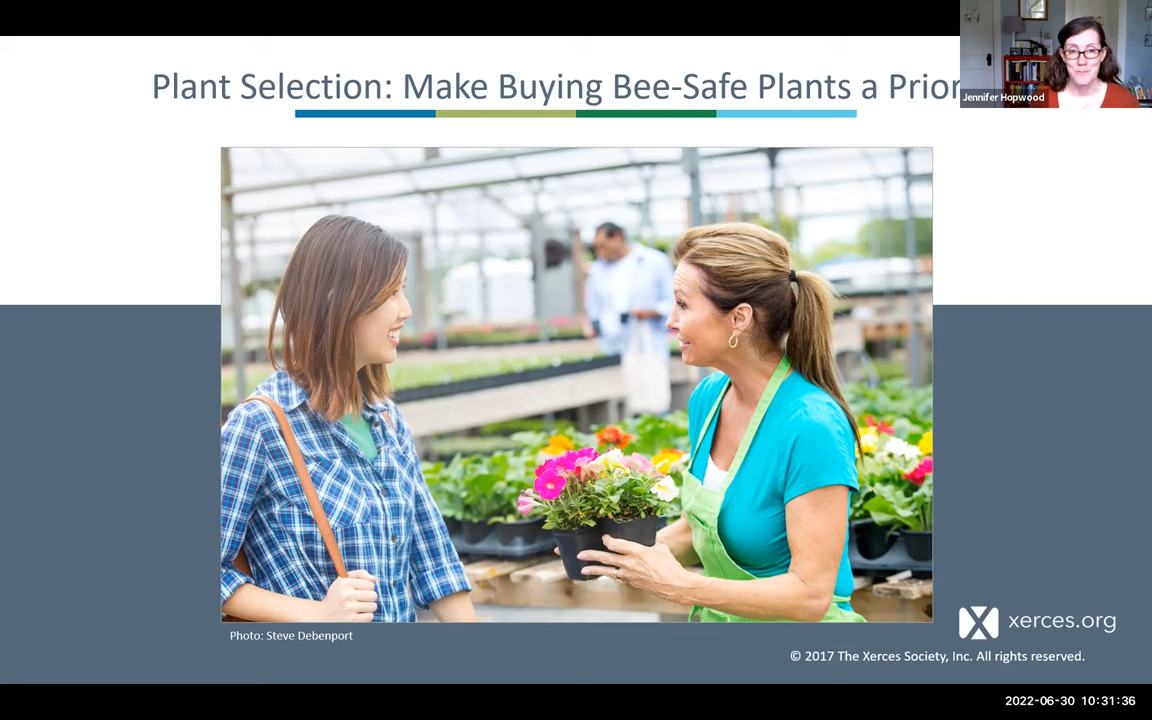 Plant Selection: Make Buying Bee-Safe Plants a Prior
Jennifer Hopwood
Photo: Steve Debenport
xerces.org
© 2017 The Xerces Society, Inc. All rights reserved.
2022-06-30 10:31:36